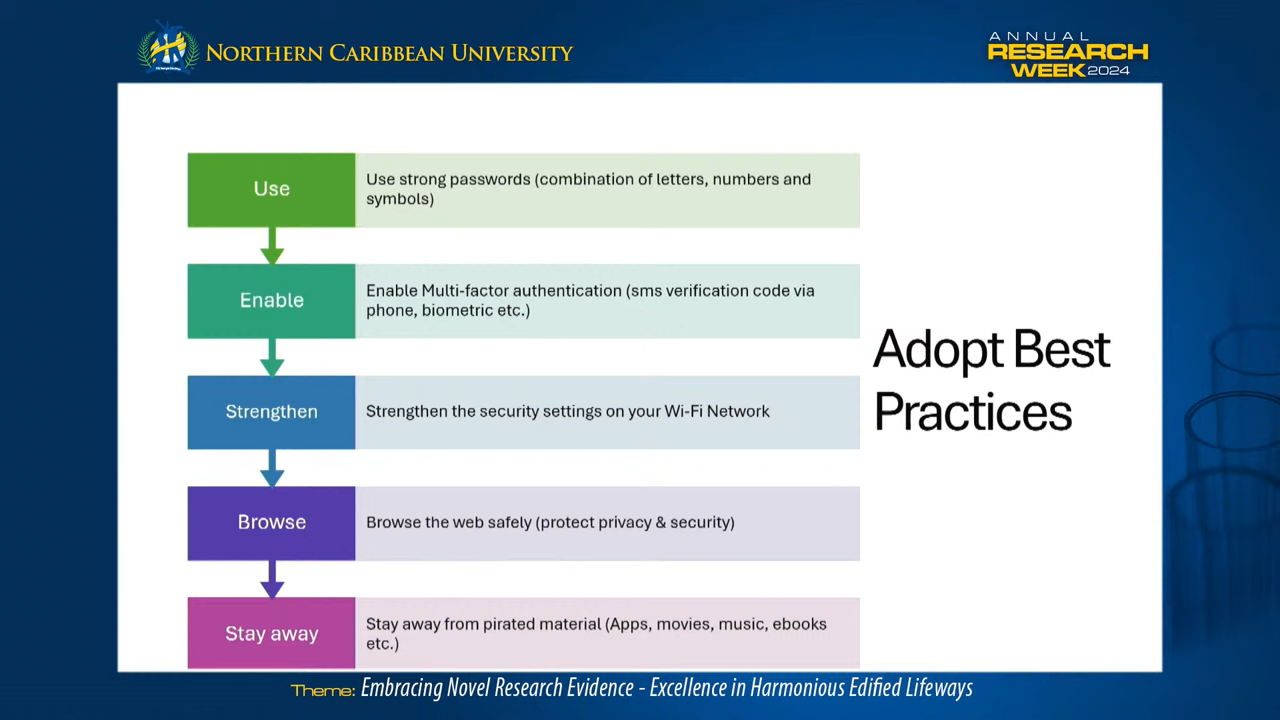 NORTHERN CARIBBEAN UNIVERSITY
ANNUAL
RESEARCH
WEEK 2024
Use
Use strong passwords (combination of letters, numbers and
symbols)
Enable
Enable Multi-factor authentication (sms verification code via
phone, biometric etc.)
Strengthen
Strengthen the security settings on your Wi-Fi Network
Browse
Browse the web safely (protect privacy & security)
Stay away
Stay away from pirated material (Apps, movies, music, ebooks
etc.)
Adopt Best
Practices
Theme: Embracing Novel Research Evidence - Excellence in Harmonious Edified Lifeways